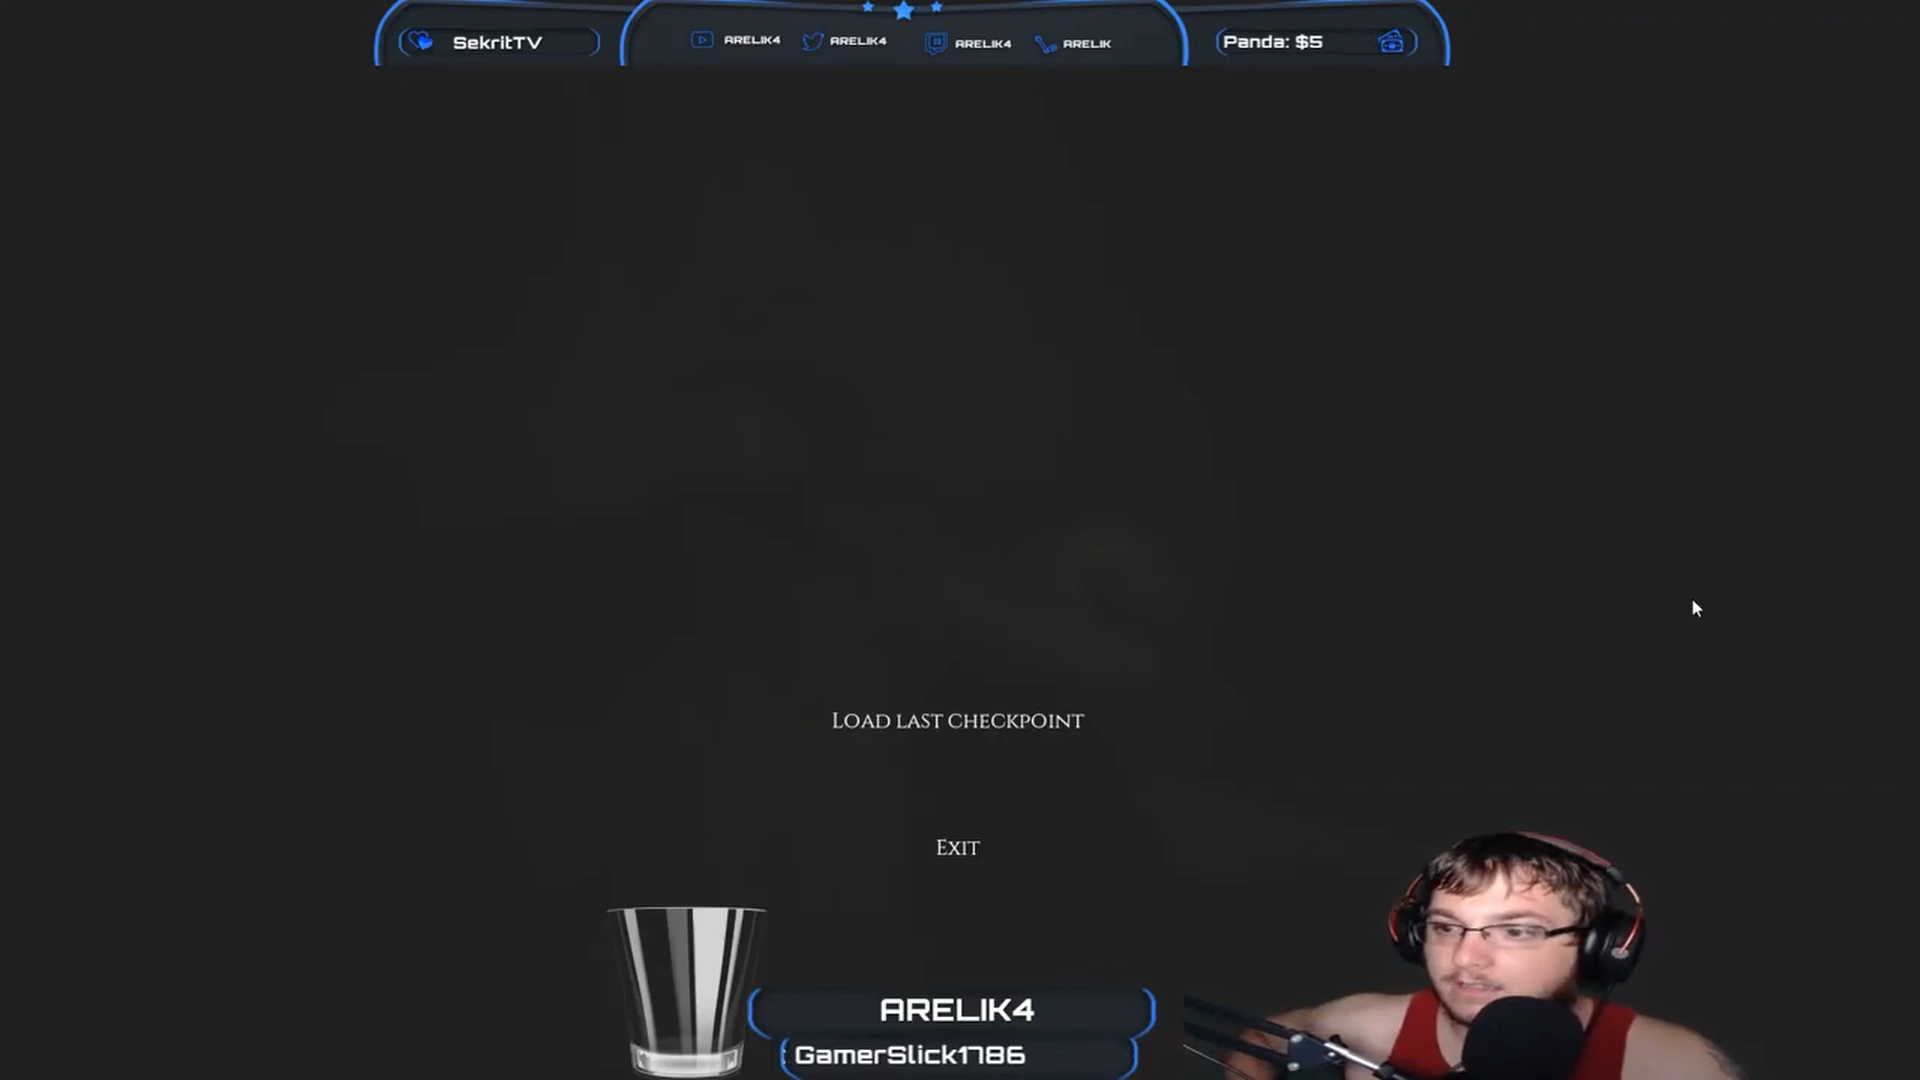 SekritTV
ARELIK4
ARELIK4
ARELIK4
ARELIK
Panda: $5
Load last checkpoint
Exit
ARELIK4
GamerSlick1786